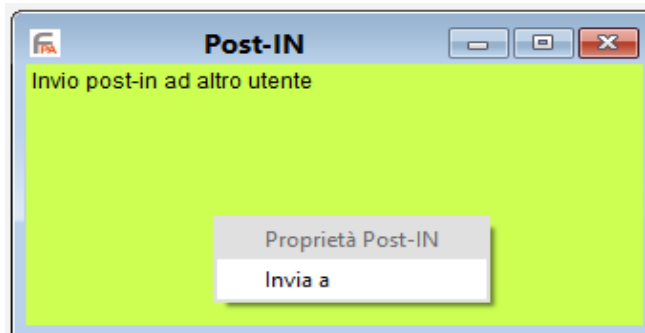 Post-IN
Invio post-in ad altro utente
Proprietà Post-IN
Invia a